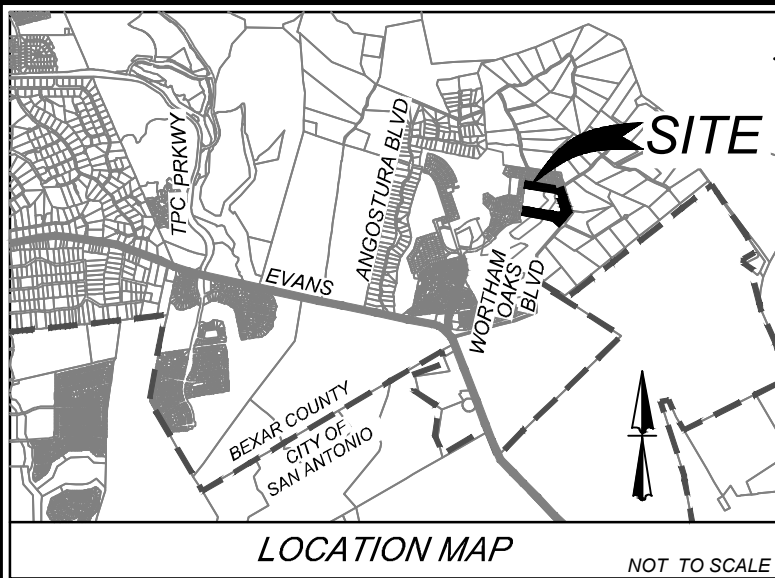 SITE
TPC PRKWY
ANGOSTURA BLVD
EVANS
WORTHAM
OAKS
BLVD
BEXAR COUNTY
CITY OF
SAN ANTONIO
LOCATION MAP
NOT TO SCALE